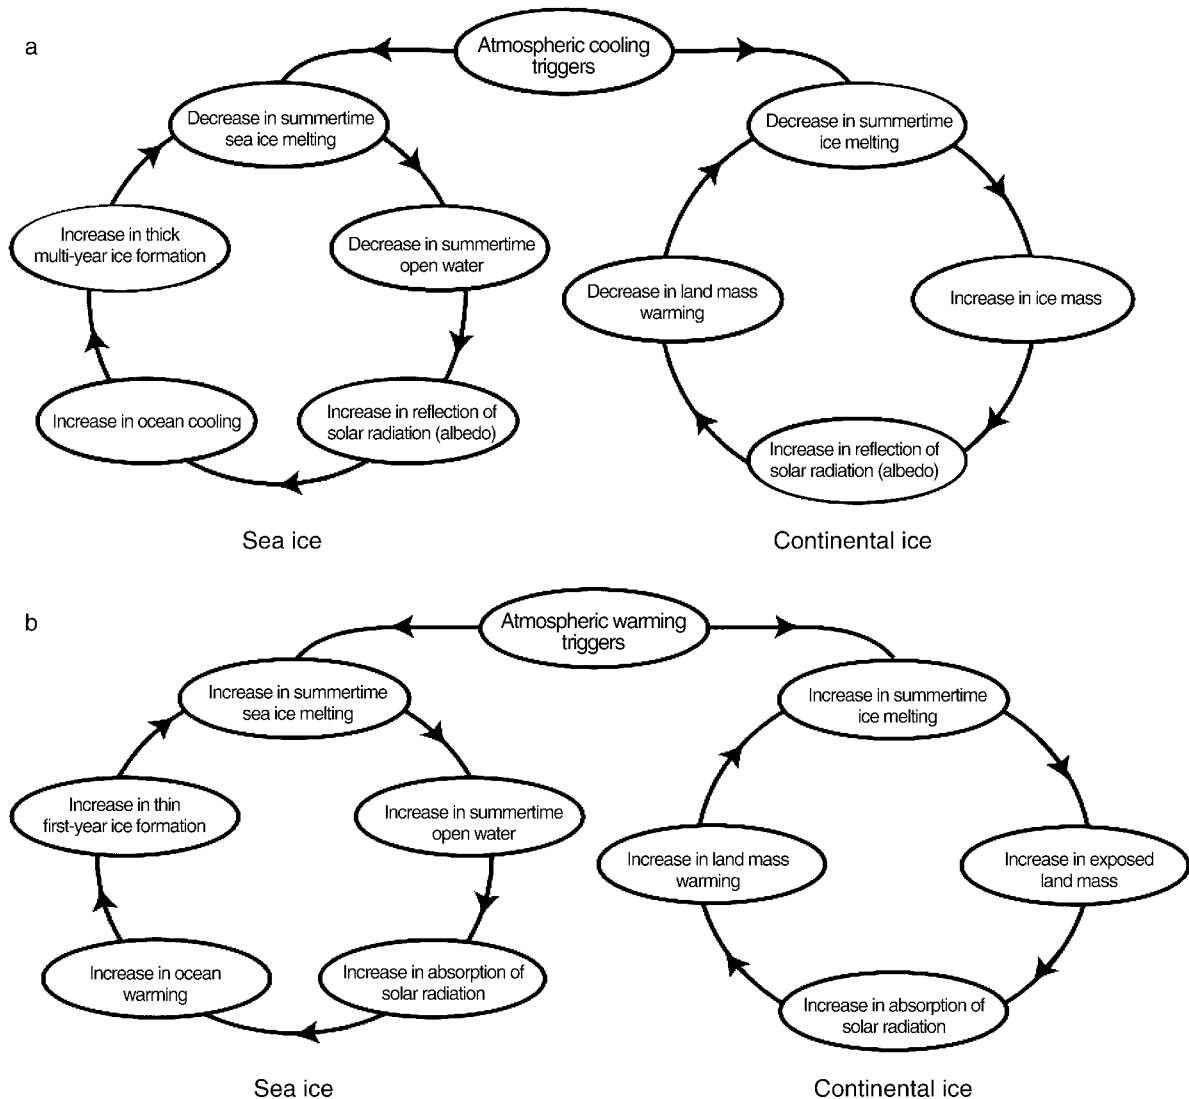 a
Atmospheric cooling
triggers
Decrease in summertime
sea ice melting
Decrease in summertime
open water
Increase in reflection of
solar radiation (albedo)
Increase in ocean cooling
Increase in thick
multi-year ice formation
Sea ice
Decrease in summertime
ice melting
Increase in ice mass
Increase in reflection of
solar radiation (albedo)
Decrease in land mass
warming
Continental ice
b
Atmospheric warming
triggers
Increase in summertime
sea ice melting
Increase in summertime
open water
Increase in absorption of
solar radiation
Increase in ocean
warming
Increase in thin
first-year ice formation
Sea ice
Increase in summertime
ice melting
Increase in exposed
land mass
Increase in absorption of
solar radiation
Increase in land mass
warming
Continental ice